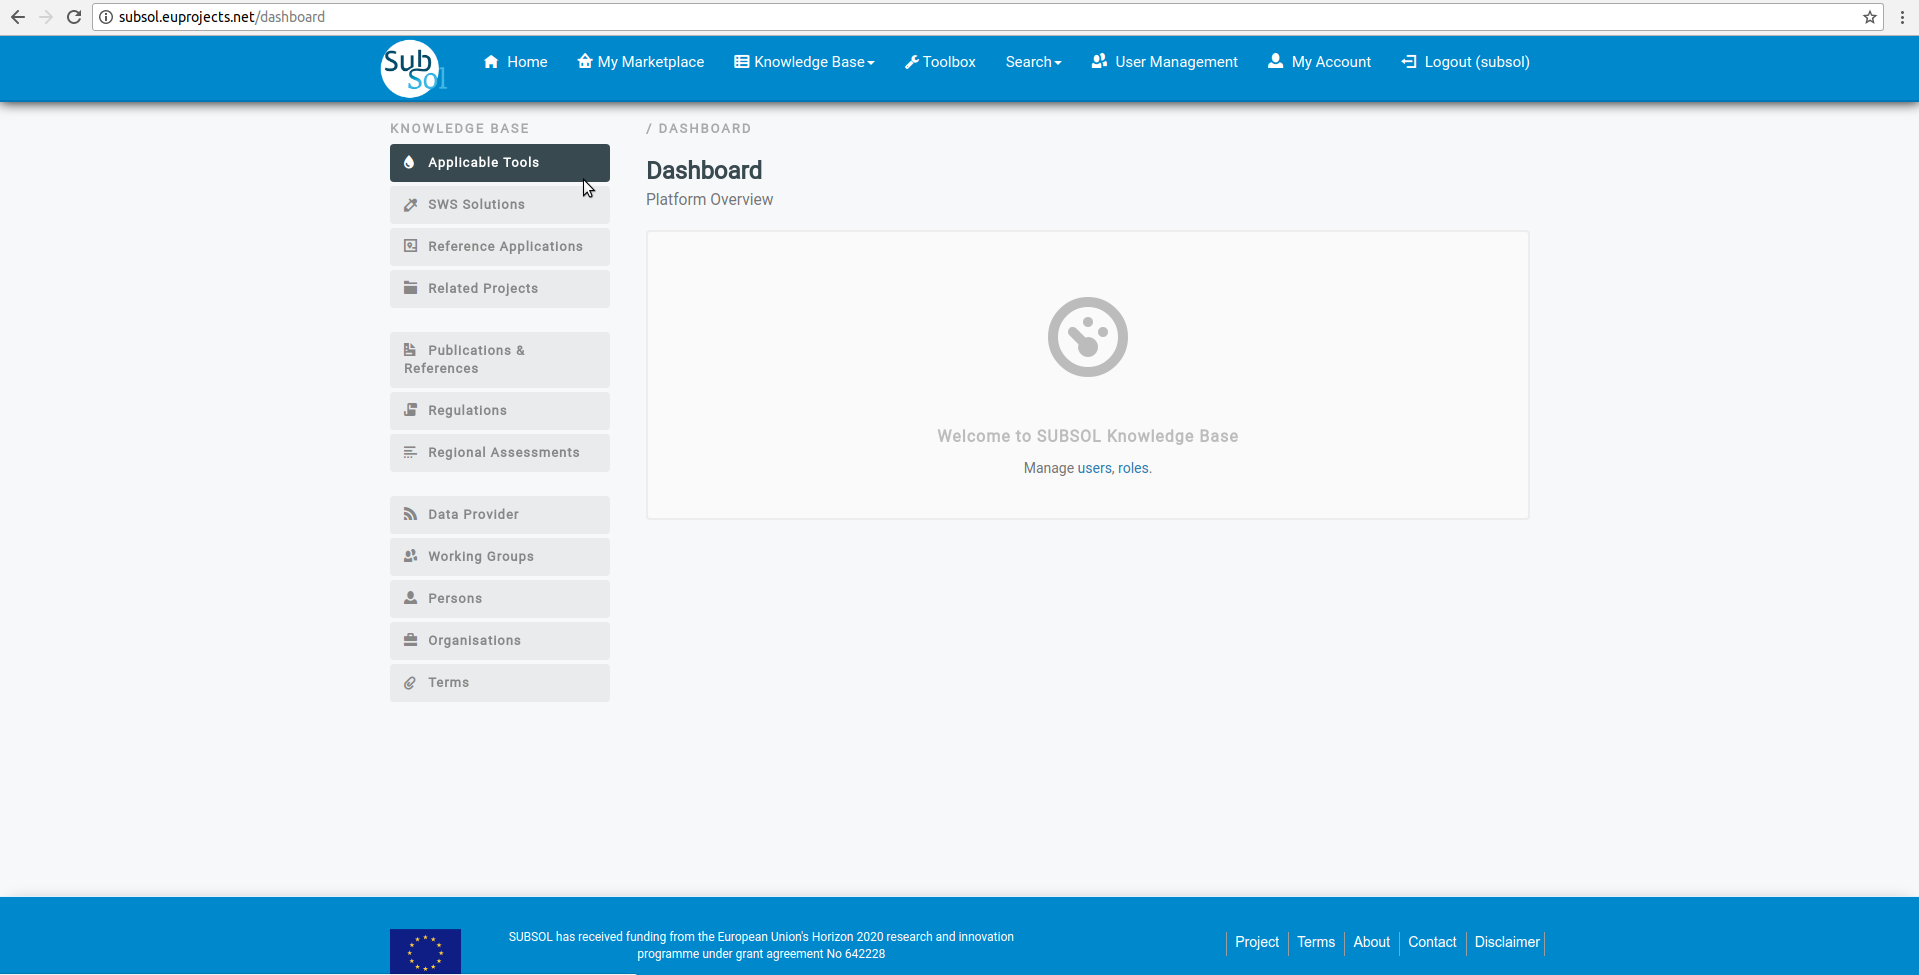 subsol.euprojects.net/dashboard
Sub
Sol
Home
My Marketplace
Knowledge Base
Toolbox
Search
User Management
My Account
Logout (subsol)
KNOWLEDGE BASE
Applicable Tools
SWS Solutions
Reference Applications
Related Projects
Publications &
References
Regulations
Regional Assessments
Data Provider
Working Groups
Persons
Organisations
Terms
/ DASHBOARD
Dashboard
Platform Overview
Welcome to SUBSOL Knowledge Base
Manage users, roles.
SUBSOL has received funding from the European Union's Horizon 2020 research and innovation
programme under grant agreement No 642228
Project
Terms
About
Contact
Disclaimer